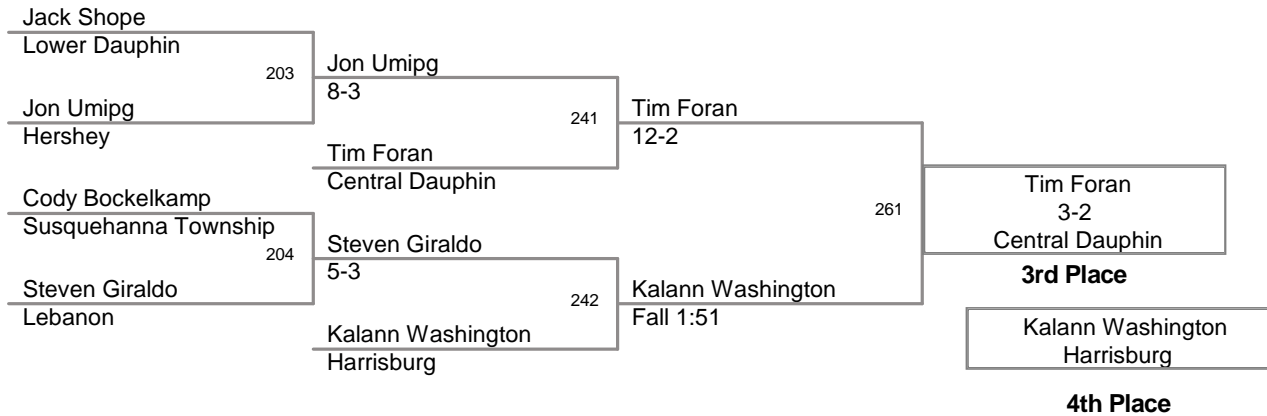 Jack Shope
Lower Dauphin
203
Jon Umipg
8-3
Jon Umipg
Hershey
241
Tim Foran
12-2
Tim Foran
Central Dauphin
Cody Bockelkamp
Susquehanna Township
204
Steven Giraldo
5-3
Steven Giraldo
Lebanon
242
Kalann Washington
Fall 1:51
Kalann Washington
Harrisburg
261
Tim Foran
3-2
Central Dauphin
3rd Place
Kalann Washington
Harrisburg
4th Place